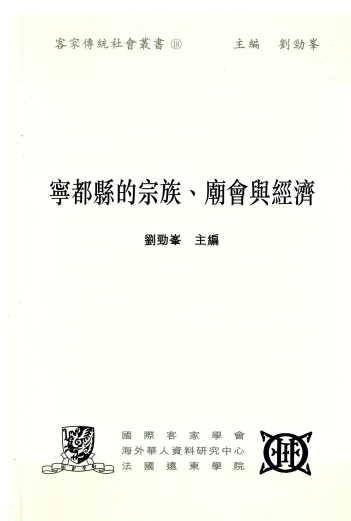 客家傳統社會叢書⑱ 主編 劉勁峯
寧都縣的宗族、廟會與經濟
劉勁峯 主編
國際客家學會
海外華人資料研究中心
法國遠東學院